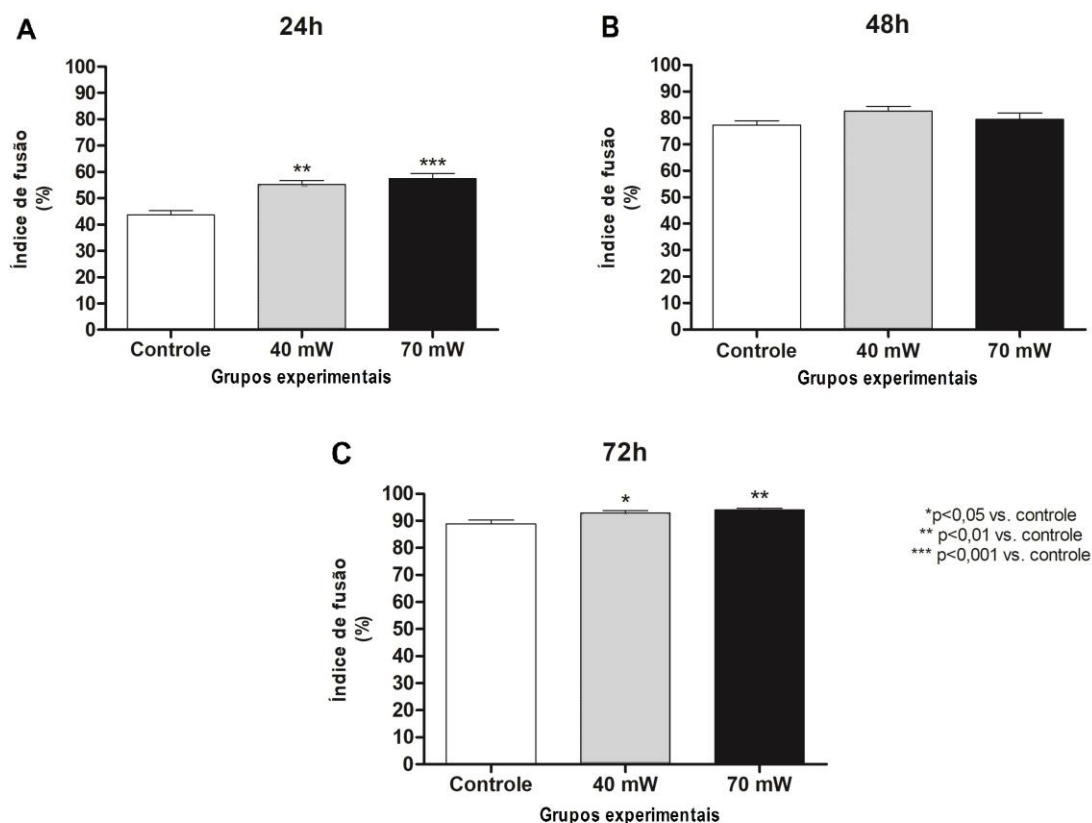 A
24h
Índice de fusão
(%)
100
90
80
70
60
50
40
30
20
10
0
**
***
Controle
40 mW
70 mW
Grupos experimentais
B
48h
Índice de fusão
(%)
100
90
80
70
60
50
40
30
20
10
0
Controle
40 mW
70 mW
Grupos experimentais
C
72h
Índice de fusão
(%)
100
90
80
70
60
50
40
30
20
10
0
*
**
Controle
40 mW
70 mW
Grupos experimentais
*p<0,05 vs. controle
** p<0,01 vs. controle
*** p<0,001 vs. controle